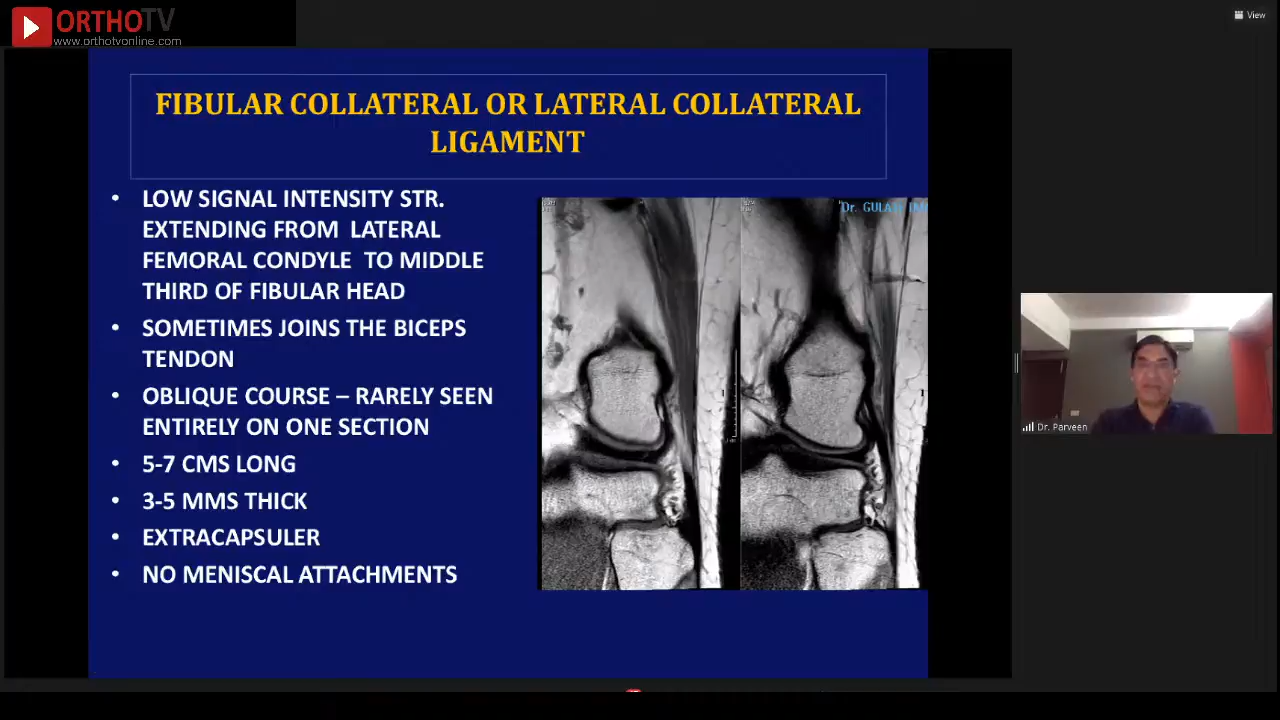 ORTHOTV
www.orthotvonline.com
View
FIBULAR COLLATERAL OR LATERAL COLLATERAL
LIGAMENT
• LOW SIGNAL INTENSITY STR.
EXTENDING FROM LATERAL
FEMORAL CONDYLE TO MIDDLE
THIRD OF FIBULAR HEAD
• SOMETIMES JOINS THE BICEPS
TENDON
• OBLIQUE COURSE – RARELY SEEN
ENTIRELY ON ONE SECTION
• 5-7 CMS LONG
• 3-5 MMS THICK
• EXTRACAPSULER
• NO MENISCAL ATTACHMENTS
Dr. GULATI
Dr. Parveen